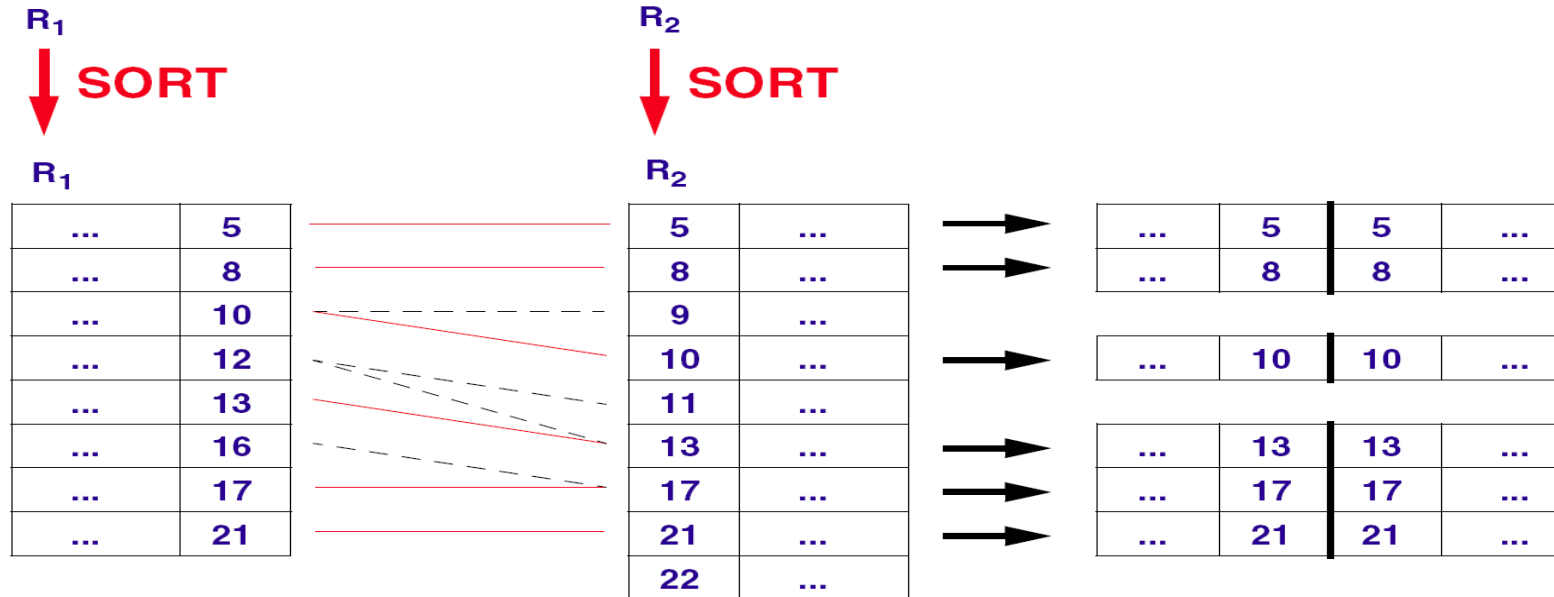 R1 R2
SORT SORT
R1 R2
... 5 5 ... ... 5 5 ...
... 8 8 ... ... 8 8 ...
... 10 9 ...
... 12 10 ... ... 10 10 ...
... 13 11 ...
... 16 13 ... ... 13 13 ...
... 17 17 ... ... 17 17 ...
... 21 21 ... ... 21 21 ...
22 ...